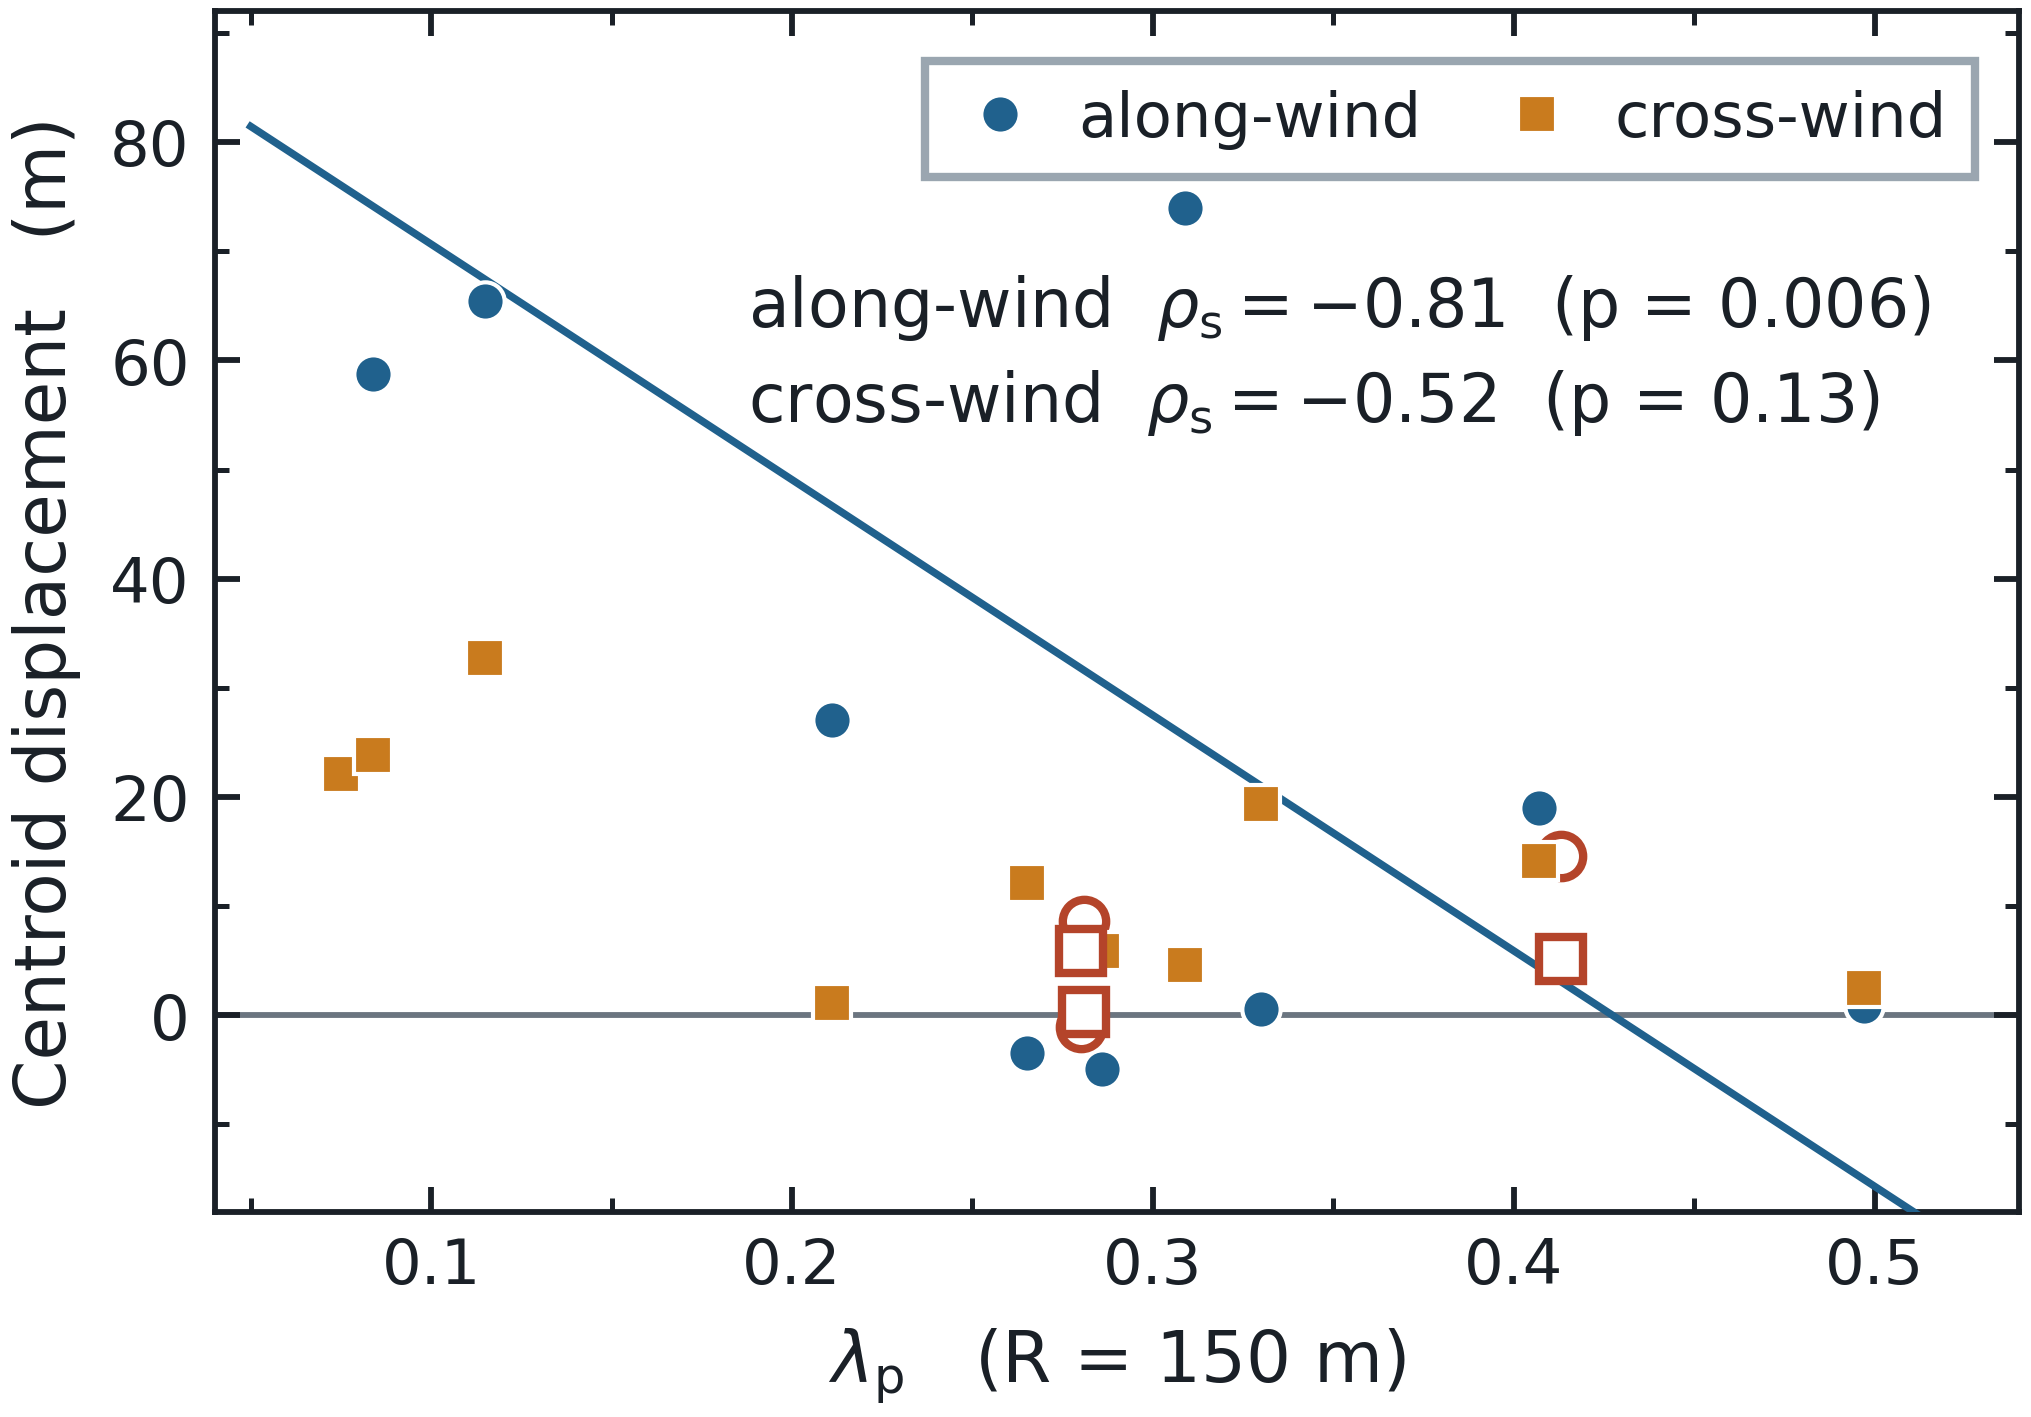 Centroid displacement (m)
80
60
40
20
0
along-wind cross-wind
along-wind ρs = −0.81 (p = 0.006)
cross-wind ρs = −0.52 (p = 0.13)
0.1 0.2 0.3 0.4 0.5
λp (R = 150 m)